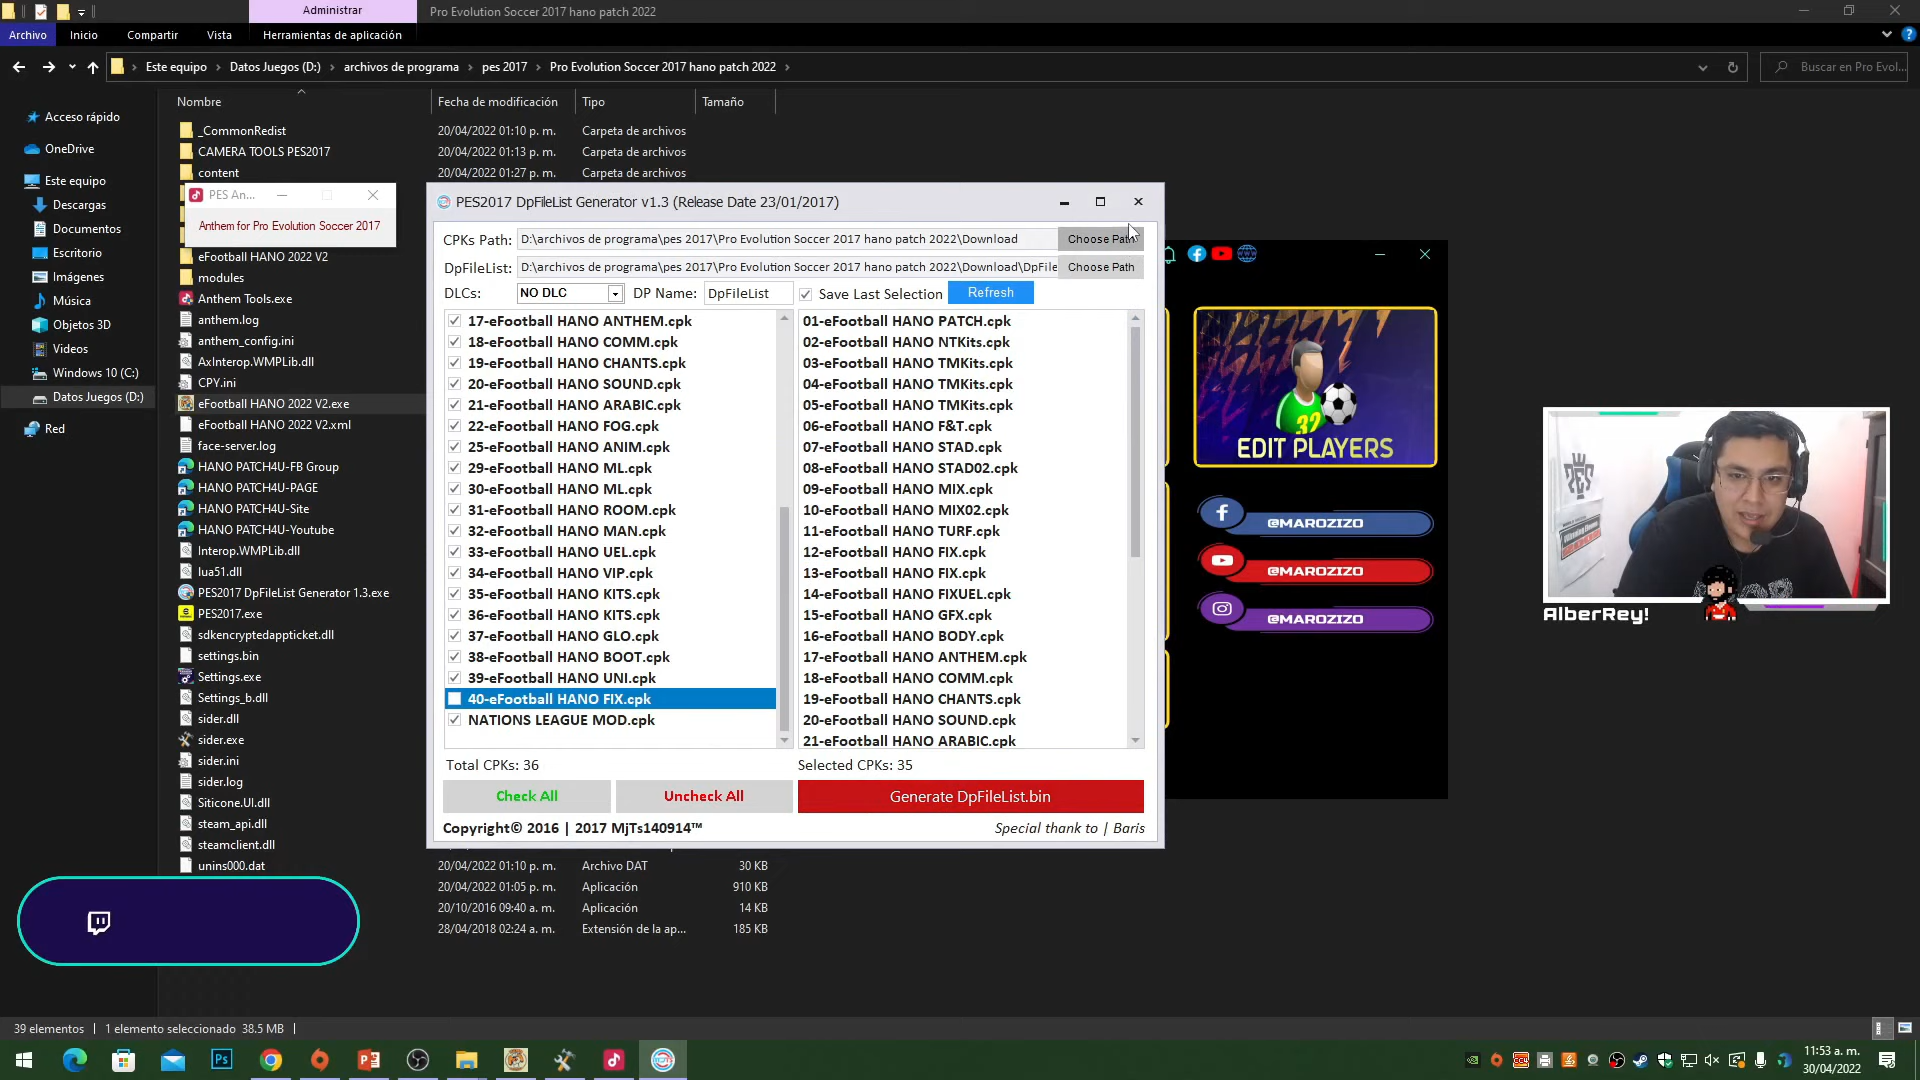 Administrar
Pro Evolution Soccer 2017 hano patch 2022
Archivo
Inicio
Compartir
Vista
Herramientas de aplicación
Este equipo
Datos Juegos (D:)
archivos de programa
pes 2017
Pro Evolution Soccer 2017 hano patch 2022
Buscar en Pro Evol...
Nombre
Fecha de modificación
Tipo
Tamaño
Acceso rápido
OneDrive
Este equipo
Descargas
Documentos
Escritorio
Imágenes
Música
Objetos 3D
Videos
Windows 10 (C:)
Datos Juegos (D:)
Red
_CommonRedist
20/04/2022 01:10 p. m.
Carpeta de archivos
CAMERA TOOLS PES2017
20/04/2022 01:13 p. m.
Carpeta de archivos
content
20/04/2022 01:27 p. m.
Carpeta de archivos
PES An...
Anthem for Pro Evolution Soccer 2017
eFootball HANO 2022 V2
modules
Anthem Tools.exe
anthem.log
anthem_config.ini
AxInterop.WMPLib.dll
CPY.ini
eFootball HANO 2022 V2.exe
eFootball HANO 2022 V2.xml
face-server.log
HANO PATCH4U-FB Group
HANO PATCH4U-PAGE
HANO PATCH4U-Site
HANO PATCH4U-Youtube
Interop.WMPLib.dll
lua51.dll
PES2017 DpFileList Generator 1.3.exe
PES2017.exe
sdkencryptedappticket.dll
settings.bin
Settings.exe
Settings_b.dll
sider.dll
sider.exe
sider.ini
sider.log
Siticone.UI.dll
steam_api.dll
steamclient.dll
unins000.dat
20/04/2022 01:10 p. m.
Archivo DAT
30 KB
20/04/2022 01:05 p. m.
Aplicación
910 KB
20/10/2016 09:40 a. m.
Aplicación
14 KB
28/04/2018 02:24 a. m.
Extensión de la ap...
185 KB
PES2017 DpFileList Generator v1.3 (Release Date 23/01/2017)
CPKs Path:
D:\archivos de programa\pes 2017\Pro Evolution Soccer 2017 hano patch 2022\Download
Choose Path
DpFileList:
D:\archivos de programa\pes 2017\Pro Evolution Soccer 2017 hano patch 2022\Download\DpFile
Choose Path
DLCs:
NO DLC
DP Name:
DpFileList
Save Last Selection
Refresh
17-eFootball HANO ANTHEM.cpk
18-eFootball HANO COMM.cpk
19-eFootball HANO CHANTS.cpk
20-eFootball HANO SOUND.cpk
21-eFootball HANO ARABIC.cpk
22-eFootball HANO FOG.cpk
25-eFootball HANO ANIM.cpk
29-eFootball HANO ML.cpk
30-eFootball HANO ML.cpk
31-eFootball HANO ROOM.cpk
32-eFootball HANO MAN.cpk
33-eFootball HANO UEL.cpk
34-eFootball HANO VIP.cpk
35-eFootball HANO KITS.cpk
36-eFootball HANO KITS.cpk
37-eFootball HANO GLO.cpk
38-eFootball HANO BOOT.cpk
39-eFootball HANO UNI.cpk
40-eFootball HANO FIX.cpk
NATIONS LEAGUE MOD.cpk
01-eFootball HANO PATCH.cpk
02-eFootball HANO NTKits.cpk
03-eFootball HANO TMKits.cpk
04-eFootball HANO TMKits.cpk
05-eFootball HANO TMKits.cpk
06-eFootball HANO F&T.cpk
07-eFootball HANO STAD.cpk
08-eFootball HANO STAD02.cpk
09-eFootball HANO MIX.cpk
10-eFootball HANO MIX02.cpk
11-eFootball HANO TURF.cpk
12-eFootball HANO FIX.cpk
13-eFootball HANO FIX.cpk
14-eFootball HANO FIXUEL.cpk
15-eFootball HANO GFX.cpk
16-eFootball HANO BODY.cpk
17-eFootball HANO ANTHEM.cpk
18-eFootball HANO COMM.cpk
19-eFootball HANO CHANTS.cpk
20-eFootball HANO SOUND.cpk
21-eFootball HANO ARABIC.cpk
Total CPKs: 36
Selected CPKs: 35
Check All
Uncheck All
Generate DpFileList.bin
Copyright© 2016 | 2017 MjTs140914™
Special thank to | Baris
32
EDIT PLAYERS
@MAROZIZO
@MAROZIZO
@MAROZIZO
AlberRey!
39 elementos
1 elemento seleccionado 38.5 MB
11:53 a. m.
30/04/2022